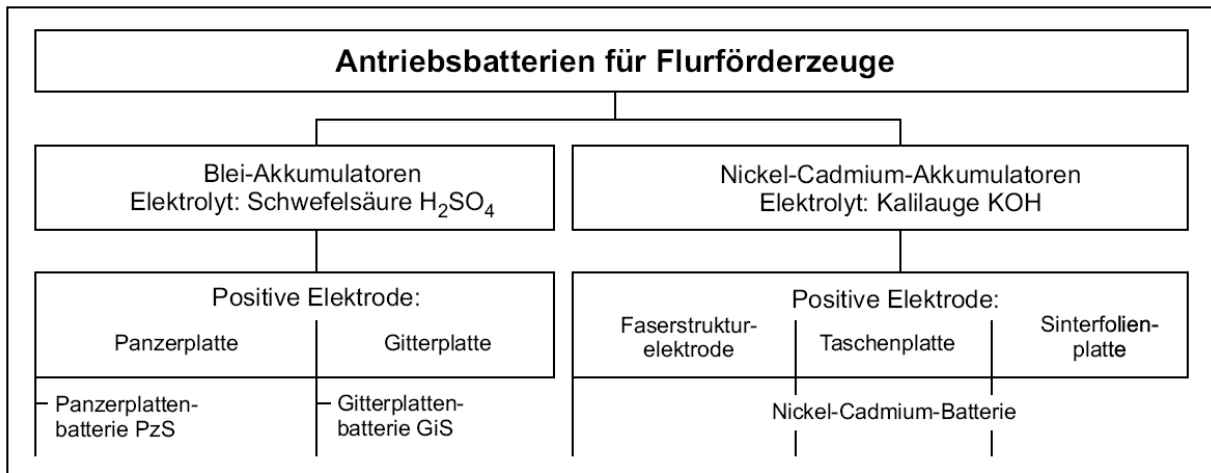 Antriebsbatterien für Flurförderzeuge
Blei-Akkumulatoren
Elektrolyt: Schwefelsäure H₂SO₄
Nickel-Cadmium-Akkumulatoren
Elektrolyt: Kalilauge KOH
Positive Elektrode:
Panzerplatte
Gitterplatte
Positive Elektrode:
Faserstruktur-
elektrode
Taschenplatte
Sinterfolien-
platte
Panzerplatten-
batterie PzS
Gitterplatten-
batterie GiS
Nickel-Cadmium-Batterie